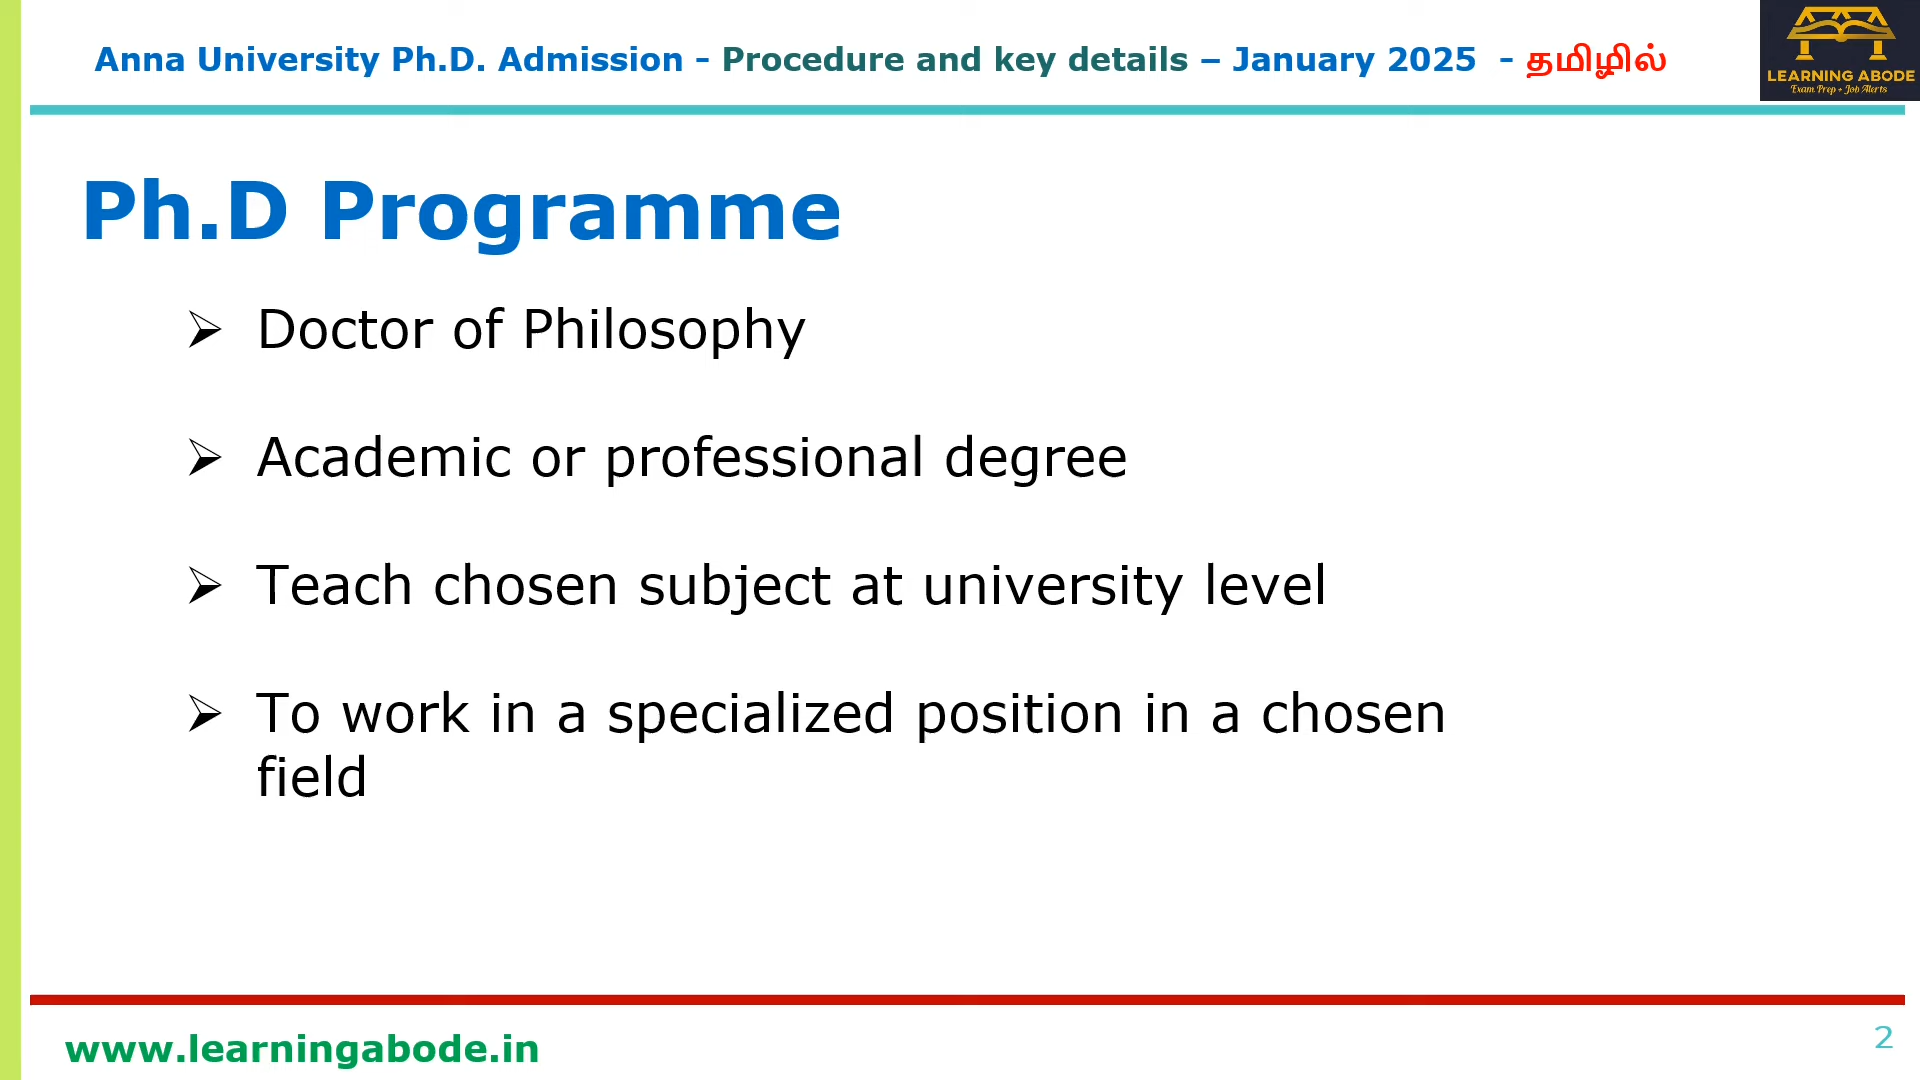 Anna University Ph.D. Admission - Procedure and key details – January 2025 - தமிழில்
LEARNING ABODE
Exam Prep + Job Alerts
Ph.D Programme
➢ Doctor of Philosophy
➢ Academic or professional degree
➢ Teach chosen subject at university level
➢ To work in a specialized position in a chosen
field
www.learningabode.in
2